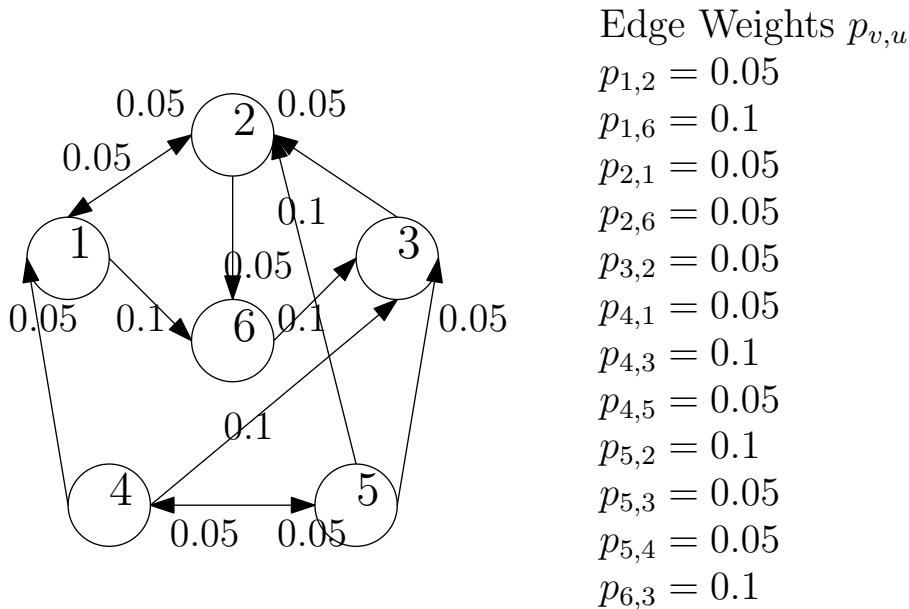 Edge Weights p_{v,u}
p_{1,2} = 0.05
p_{1,6} = 0.1
p_{2,1} = 0.05
p_{2,6} = 0.05
p_{3,2} = 0.05
p_{4,1} = 0.05
p_{4,3} = 0.1
p_{4,5} = 0.05
p_{5,2} = 0.1
p_{5,3} = 0.05
p_{5,4} = 0.05
p_{6,3} = 0.1
0.05
0.05
2
0.05
0.1
1
3
0.05
0.05
0.1
6
0.1
0.05
0.1
4
5
0.05
0.05